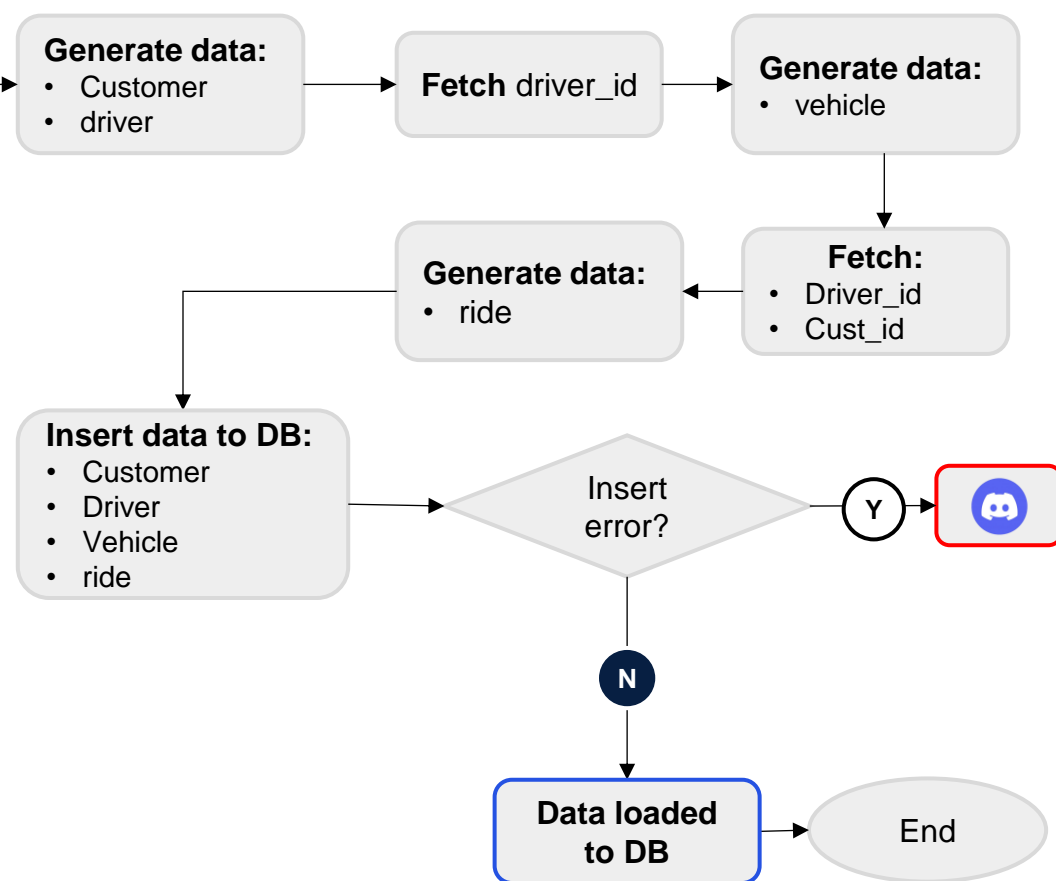 Generate data:
• Customer
• driver
Fetch driver_id
Generate data:
• vehicle
Fetch:
• Driver_id
• Cust_id
Generate data:
• ride
Insert data to DB:
• Customer
• Driver
• Vehicle
• ride
Insert
error?
Y
N
Data loaded
to DB
End